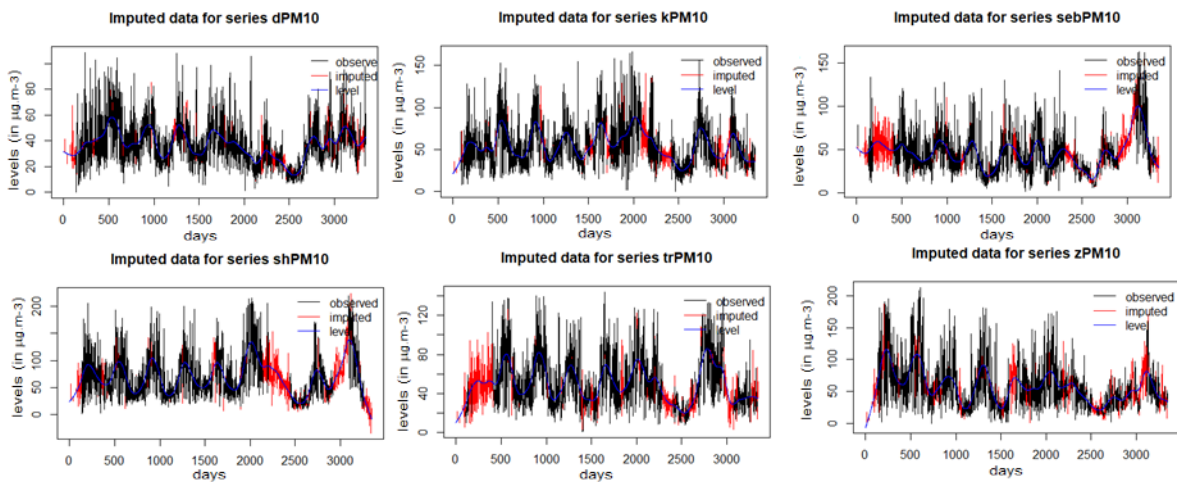 Imputed data for series dPM10
levels (in µg.m-3)
0 20 40 60 80
observed
imputed
level
0 500 1000 1500 2000 2500 3000
days
Imputed data for series kPM10
levels (in µg.m-3)
0 50 100 150
observed
imputed
level
0 500 1000 1500 2000 2500 3000
days
Imputed data for series sebPM10
levels (in µg.m-3)
0 50 100 150
observed
imputed
level
0 500 1000 1500 2000 2500 3000
days
Imputed data for series shPM10
levels (in µg.m-3)
0 50 100 200
observed
imputed
level
0 500 1000 1500 2000 2500 3000
days
Imputed data for series trPM10
levels (in µg.m-3)
0 40 80 120
observed
imputed
level
0 500 1000 1500 2000 2500 3000
days
Imputed data for series zPM10
levels (in µg.m-3)
0 50 100 150 200
observed
imputed
level
0 500 1000 1500 2000 2500 3000
days